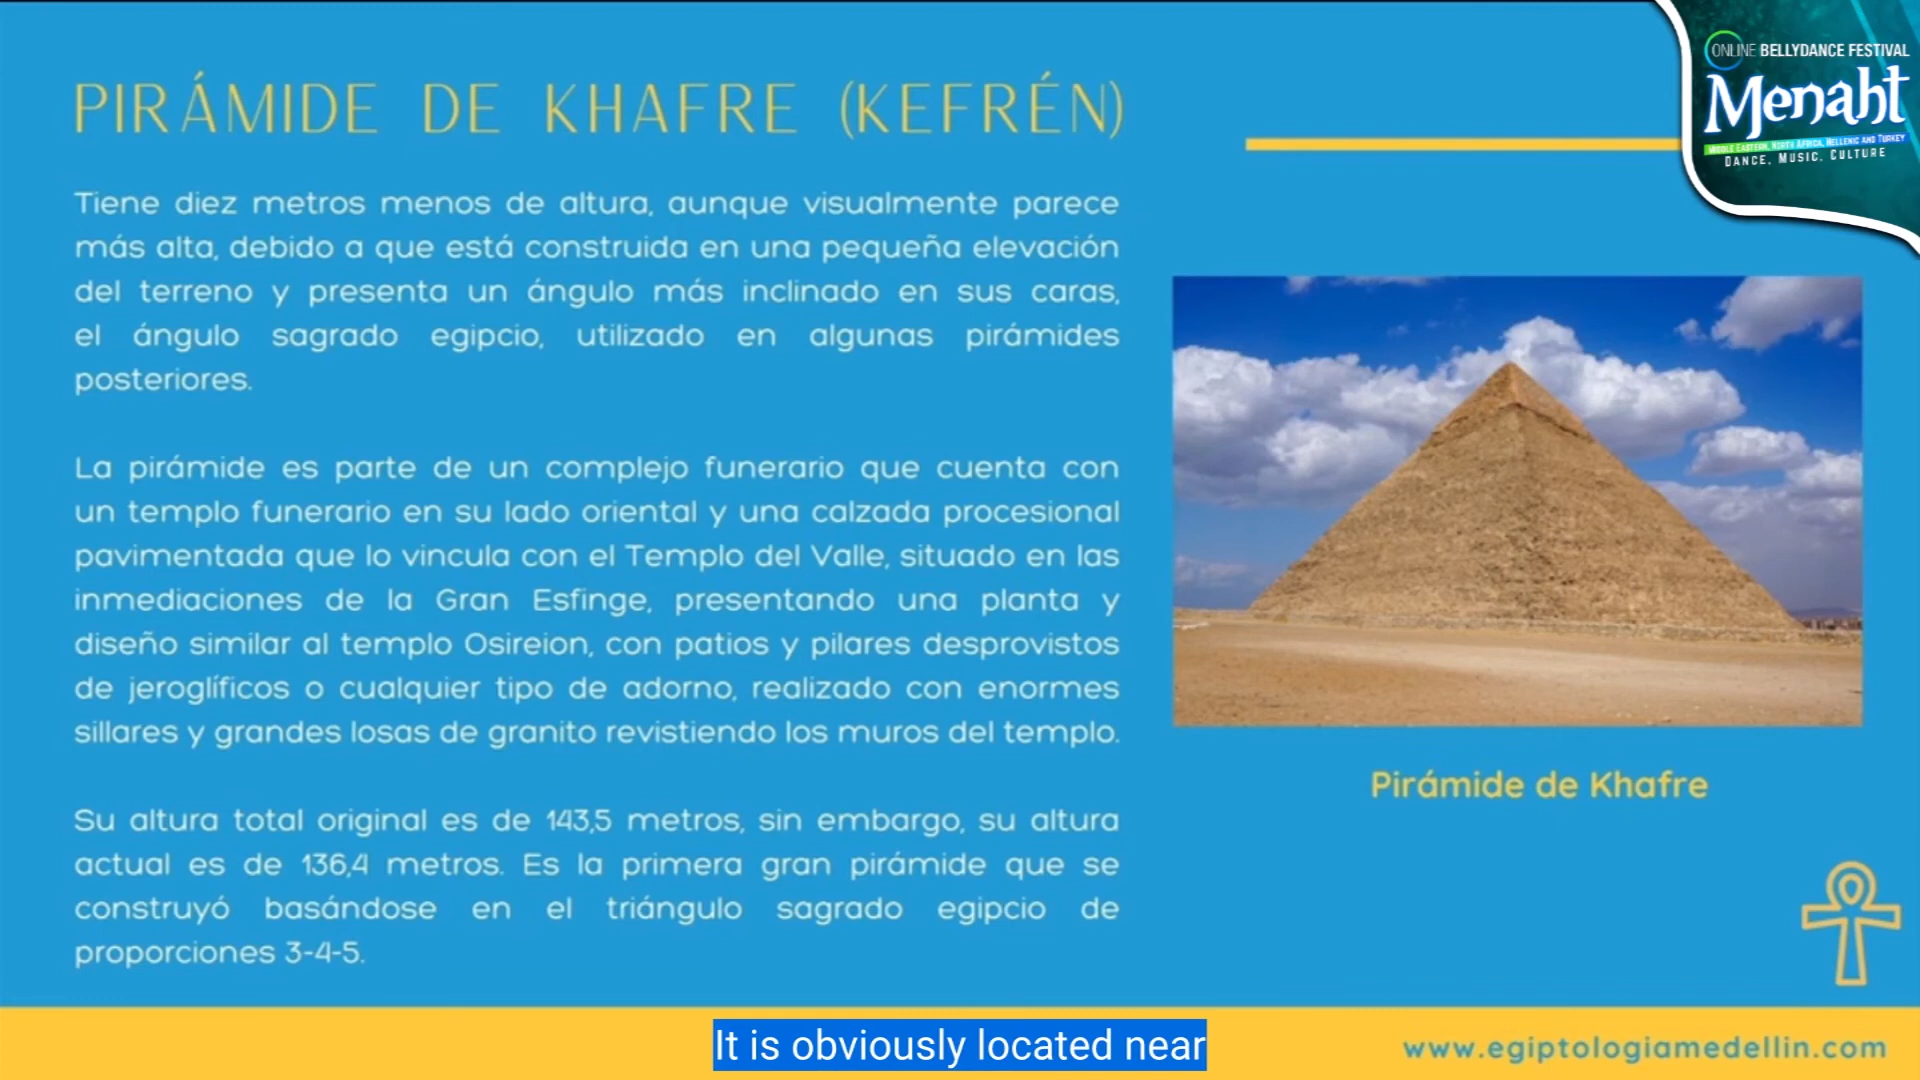 PIRÁMIDE DE KHAFRE (KEFRÉN)
ONLINE BELLYDANCE FESTIVAL
Menaht
MIDDLE EASTERN, NORTH AFRICA, HELLENIC AND TURKEY
DANCE. MUSIC. CULTURE
Tiene diez metros menos de altura, aunque visualmente parece
más alta, debido a que está construida en una pequeña elevación
del terreno y presenta un ángulo más inclinado en sus caras,
el ángulo sagrado egipcio, utilizado en algunas pirámides
posteriores.
La pirámide es parte de un complejo funerario que cuenta con
un templo funerario en su lado oriental y una calzada procesional
pavimentada que lo vincula con el Templo del Valle, situado en las
inmediaciones de la Gran Esfinge, presentando una planta y
diseño similar al templo Osireion, con patios y pilares desprovistos
de jeroglíficos o cualquier tipo de adorno, realizado con enormes
sillares y grandes losas de granito revistiendo los muros del templo.
Su altura total original es de 143,5 metros, sin embargo, su altura
actual es de 136,4 metros. Es la primera gran pirámide que se
construyó basándose en el triángulo sagrado egipcio de
proporciones 3-4-5.
Pirámide de Khafre
It is obviously located near
www.egiptologiamedellin.com